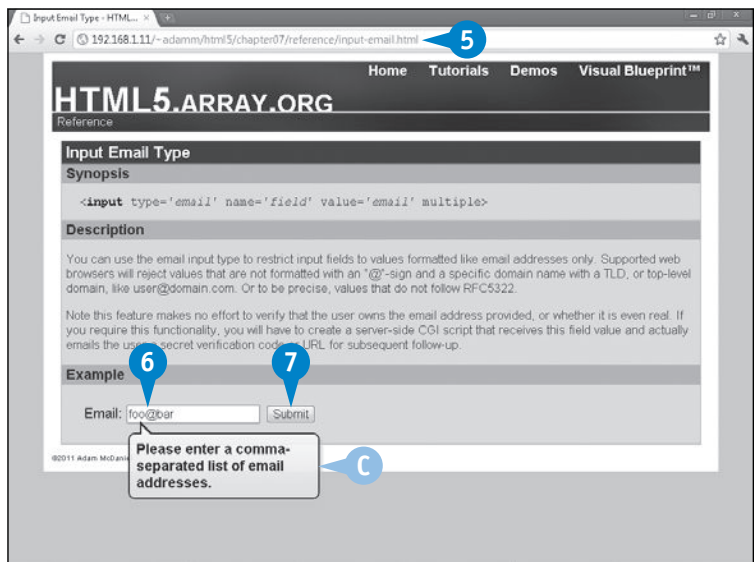 Input Email Type - HTML...
192.168.1.11/~adamm/html5/chapter07/reference/input-email.html
5
Home Tutorials Demos Visual Blueprint™
HTML5.ARRAY.ORG
Reference
Input Email Type
Synopsis
<input type='email' name='field' value='email' multiple>
Description
You can use the email input type to restrict input fields to values formatted like email addresses only. Supported web
browsers will reject values that are not formatted with an "@"-sign and a specific domain name with a TLD, or top-level
domain, like user@domain.com. Or to be precise, values that do not follow RFC5322.
Note this feature makes no effort to verify that the user owns the email address provided, or whether it is even real. If
you require this functionality, you will have to create a server-side CGI script that receives this field value and actually
emails the a secret verification URL for subsequent follow-up.
6
7
Example
Email: foo@bar Submit
Please enter a comma-
separated list of email
addresses.
C
©2011 Adam